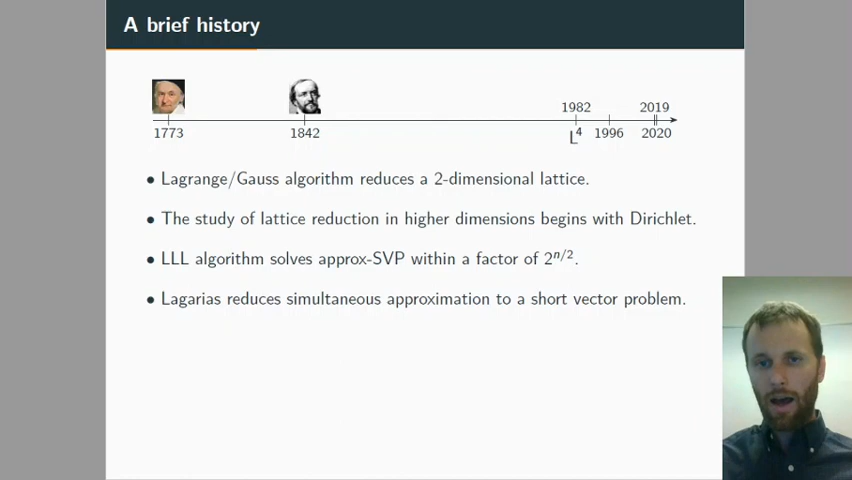 A brief history
1982 2019
1773 1842 L⁴ 1996 2020
• Lagrange/Gauss algorithm reduces a 2-dimensional lattice.
• The study of lattice reduction in higher dimensions begins with Dirichlet.
• LLL algorithm solves approx-SVP within a factor of 2^{n/2}.
• Lagarias reduces simultaneous approximation to a short vector problem.